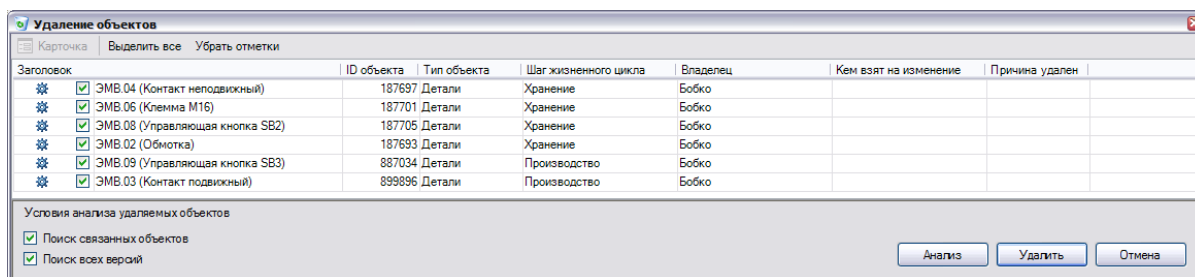 Удаление объектов
Карточка Выделить все Убрать отметки
Заголовок ID объекта Тип объекта Шаг жизненного цикла Владелец Кем взят на изменение Причина удален
ЭМВ.04 (Контакт неподвижный) 187697 Детали Хранение Бобко
ЭМВ.06 (Клемма М16) 187701 Детали Хранение Бобко
ЭМВ.08 (Управляющая кнопка SB2) 187705 Детали Хранение Бобко
ЭМВ.02 (Обмотка) 187693 Детали Хранение Бобко
ЭМВ.09 (Управляющая кнопка SB3) 887034 Детали Производство Бобко
ЭМВ.03 (Контакт подвижный) 899896 Детали Производство Бобко
Условия анализа удаляемых объектов
Поиск связанных объектов
Поиск всех версий
Анализ Удалить Отмена